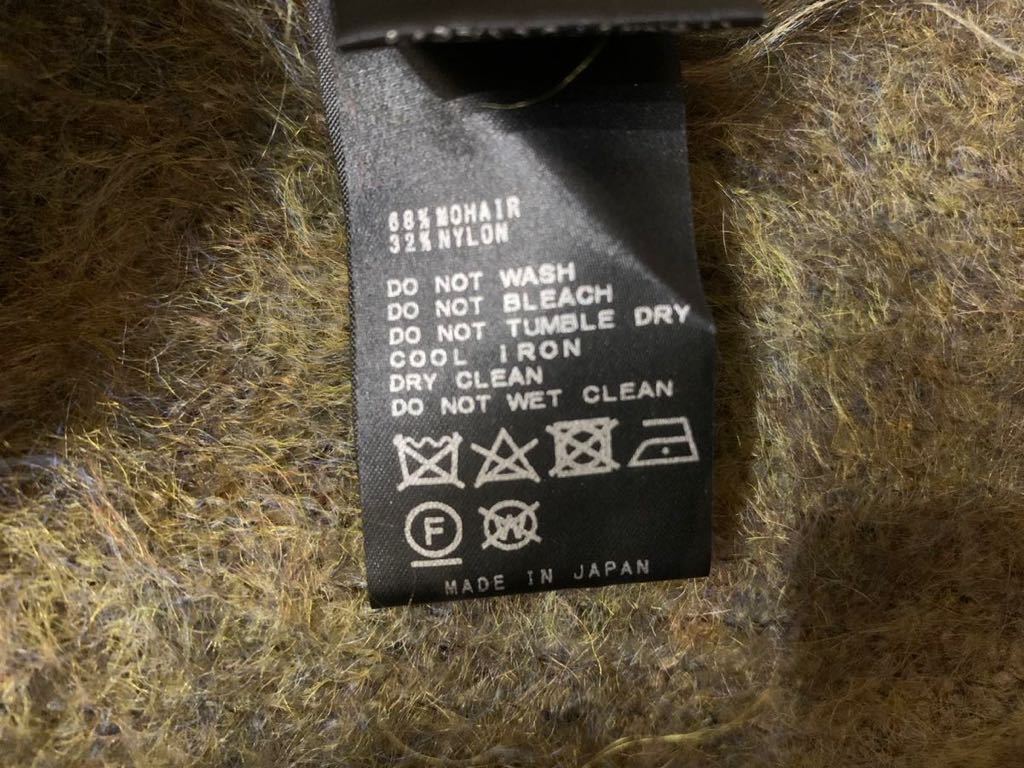 68% MOHAIR
32% NYLON
DO NOT WASH
DO NOT BLEACH
DO NOT TUMBLE DRY
COOL IRON
DRY CLEAN
DO NOT WET CLEAN
F W
MADE IN JAPAN